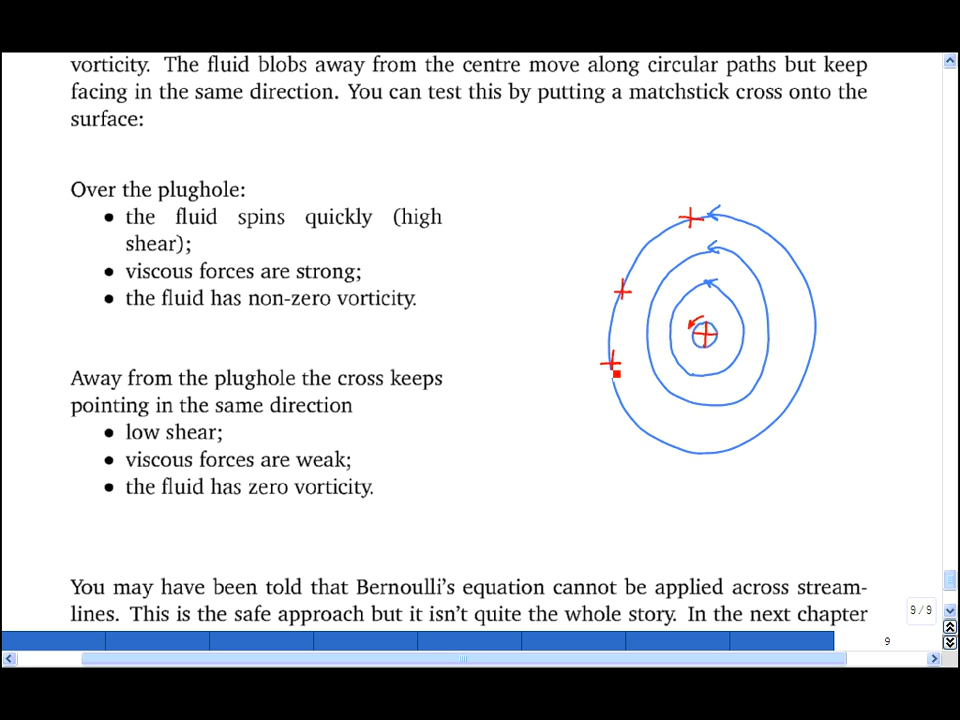 vorticity. The fluid blobs away from the centre move along circular paths but keep
facing in the same direction. You can test this by putting a matchstick cross onto the
surface:
Over the plughole:
• the fluid spins quickly (high
shear);
• viscous forces are strong;
• the fluid has non-zero vorticity.
Away from the plughole the cross keeps
pointing in the same direction
• low shear;
• viscous forces are weak;
• the fluid has zero vorticity.
You may have been told that Bernoulli's equation cannot be applied across stream-
lines. This is the safe approach but it isn't quite the whole story. In the next chapter
9 / 9
9